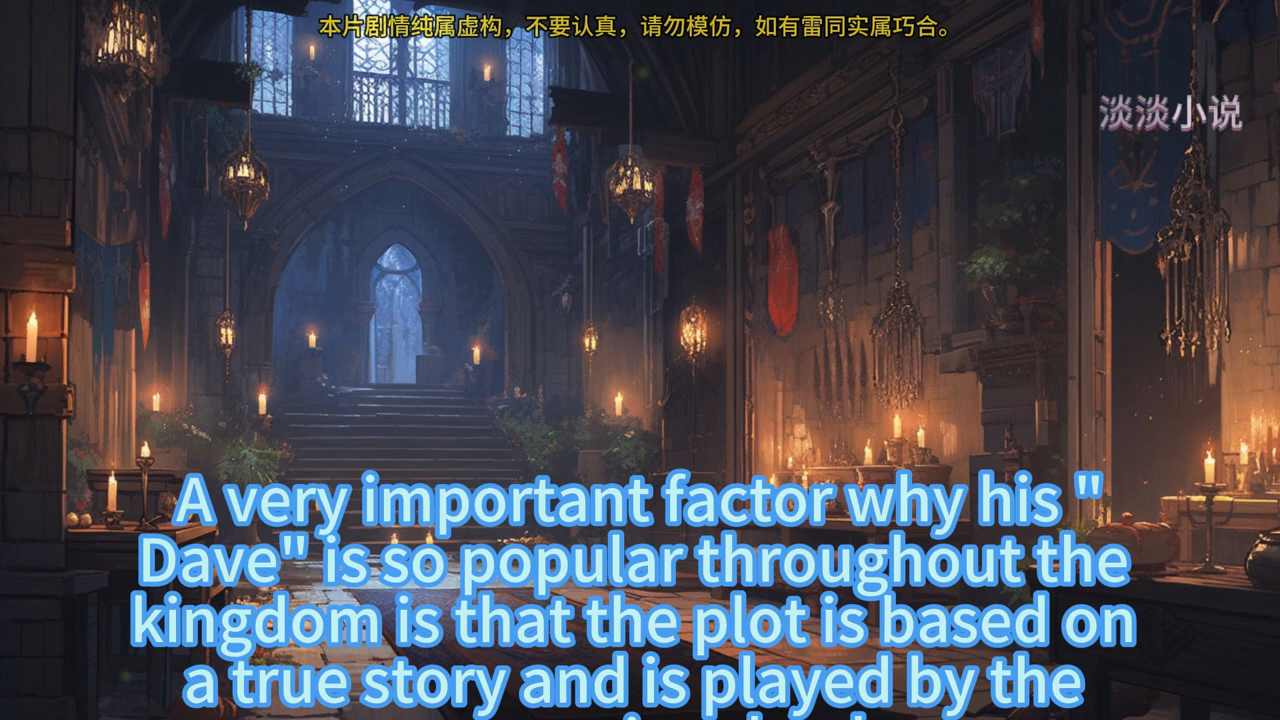 本片剧情纯属虚构，不要认真，请勿模仿，如有雷同实属巧合。
淡淡小说
A very important factor why his "
Dave" is so popular throughout the
kingdom is that the plot is based on
a true story and is played by the